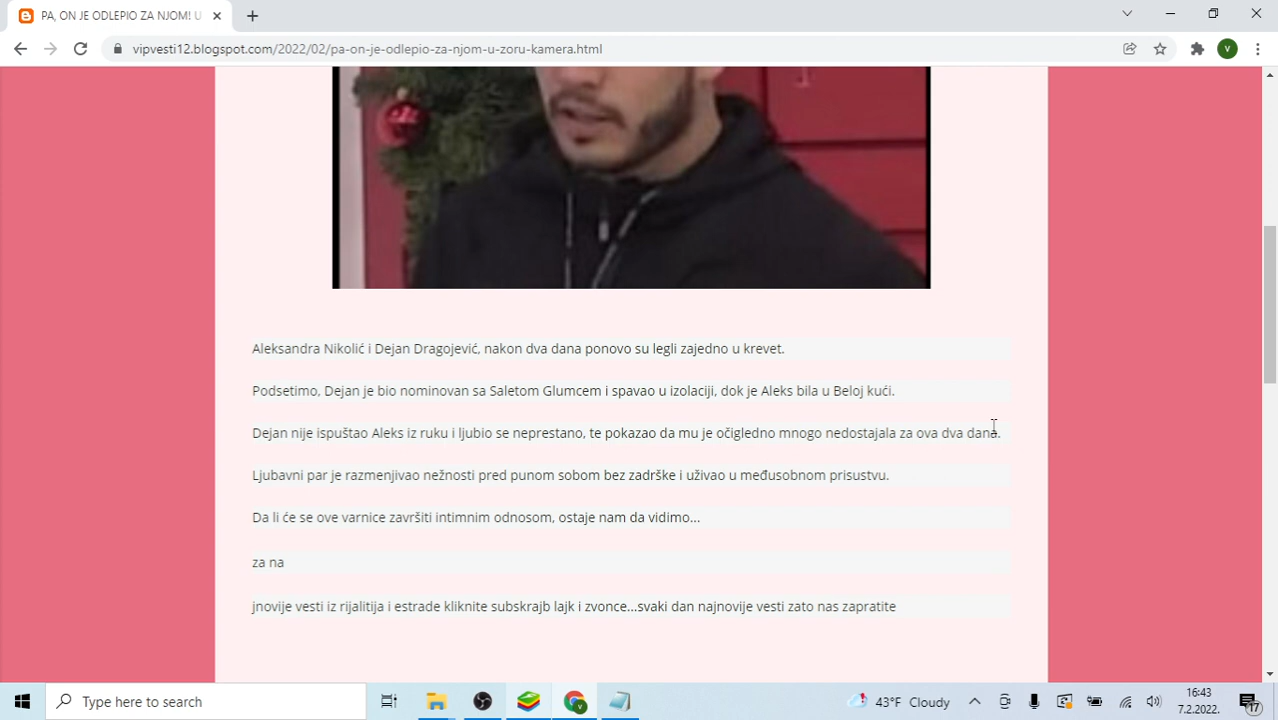 PA, ON JE ODLEPIO ZA NJOM! U
vipvesti12.blogspot.com/2022/02/pa-on-je-odlepio-za-njom-u-zoru-kamera.html
V
Aleksandra Nikolić i Dejan Dragojević, nakon dva dana ponovo su legli zajedno u krevet.
Podsetimo, Dejan je bio nominovan sa Saletom Glumcem i spavao u izolaciji, dok je Aleks bila u Beloj kući.
Dejan nije ispuštao Aleks iz ruku i ljubio se neprestano, te pokazao da mu je očigledno mnogo nedostajala za ova dva dana.
Ljubavni par je razmenjivao nežnosti pred punom sobom bez zadrške i uživao u međusobnom prisustvu.
Da li će se ove varnice završiti intimnim odnosom, ostaje nam da vidimo...
za na
jnovije vesti iz rijalitija i estrade kliknite subskrajb lajk i zvonce...svaki dan najnovije vesti zato nas zapratite
Type here to search
43°F Cloudy
16:43
7.2.2022.
17